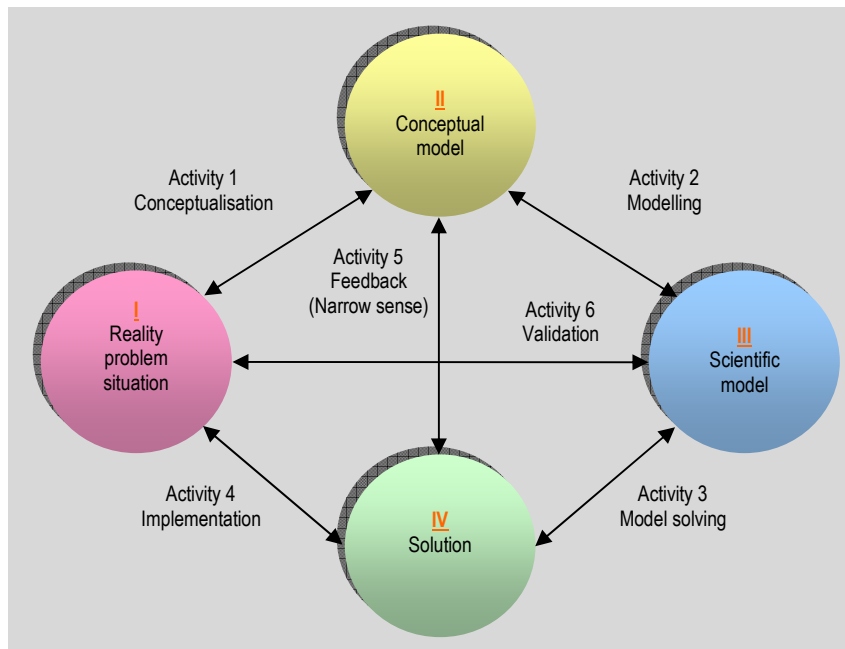 II
Conceptual
model
Activity 1
Conceptualisation
Activity 2
Modelling
Activity 5
Feedback
(Narrow sense)
I
Reality
problem
situation
Activity 6
Validation
III
Scientific
model
Activity 4
Implementation
IV
Solution
Activity 3
Model solving